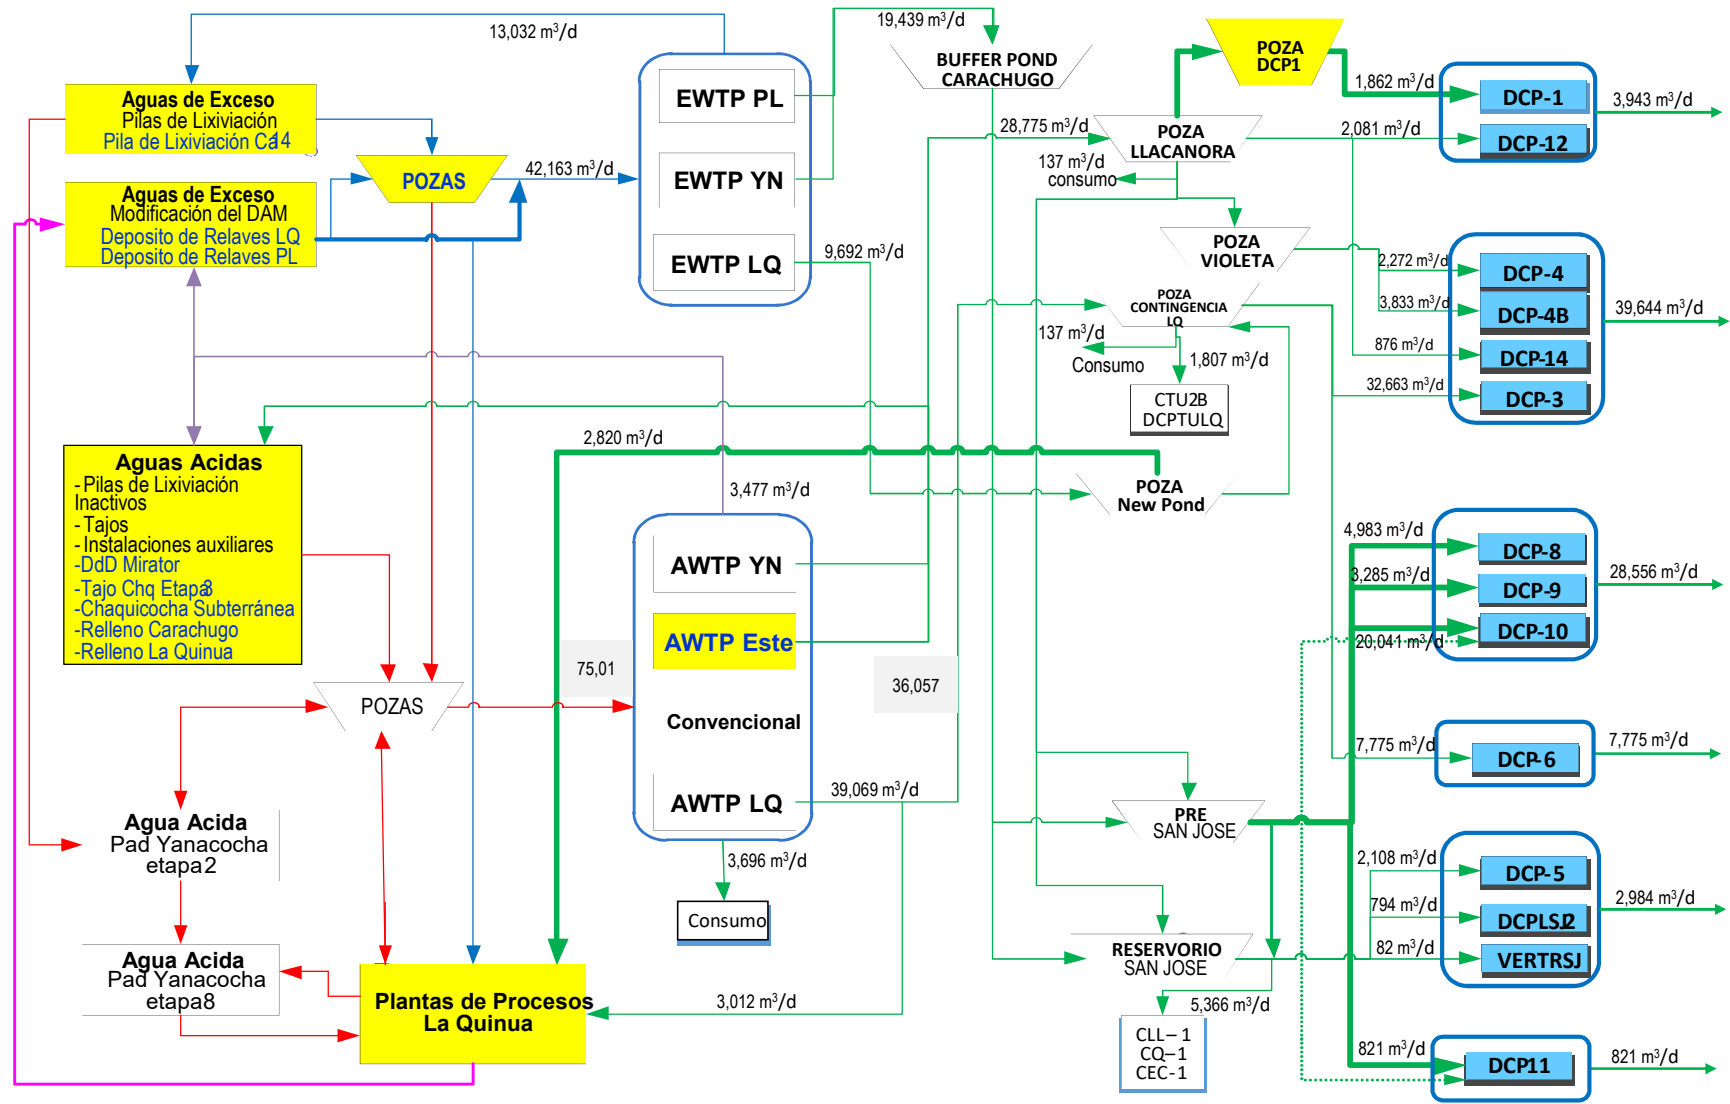 13,032 m³/d
19,439 m³/d
BUFFER POND
CARACHUGO
POZA
DCP1
1,862 m³/d
DCP-1
3,943 m³/d
2,081 m³/d
DCP-12
Aguas de Exceso
Pilas de Lixiviación
Pila de Lixiviación Ca14
EWTP PL
28,775 m³/d
POZA
LLACANORA
137 m³/d
consumo
POZAS
42,163 m³/d
EWTP YN
Aguas de Exceso
Modificación del DAM
Deposito de Relaves LQ
Deposito de Relaves PL
EWTP LQ
9,692 m³/d
POZA
VIOLETA
2,272 m³/d
DCP-4
3,833 m³/d
DCP-4B
39,644 m³/d
876 m³/d
DCP-14
32,663 m³/d
DCP-3
POZA
CONTINGENCIA
LQ
137 m³/d
Consumo
1,807 m³/d
CTU2B
DCPTULQ
2,820 m³/d
Aguas Acidas
-Pilas de Lixiviación
Inactivos
-Tajos
-Instalaciones auxiliares
-DdD Mirator
-Tajo Chq Etapa3
-Chaquicocha Subterránea
-Relleno Carachugo
-Relleno La Quinua
3,477 m³/d
POZA
New Pond
AWTP YN
AWTP Este
Convencional
AWTP LQ
75,01
36,057
4,983 m³/d
DCP-8
3,285 m³/d
DCP-9
28,556 m³/d
20,041 m³/d
DCP-10
POZAS
7,775 m³/d
DCP-6
7,775 m³/d
39,069 m³/d
PRE
SAN JOSE
Agua Acida
Pad Yanacocha
etapa2
3,696 m³/d
Consumo
2,108 m³/d
DCP-5
794 m³/d
DCPLSJ2
2,984 m³/d
82 m³/d
VERTRSJ
RESERVORIO
SAN JOSE
Agua Acida
Pad Yanacocha
etapa8
Plantas de Procesos
La Quinua
3,012 m³/d
5,366 m³/d
CLL-1
CQ-1
CEC-1
821 m³/d
DCP11
821 m³/d